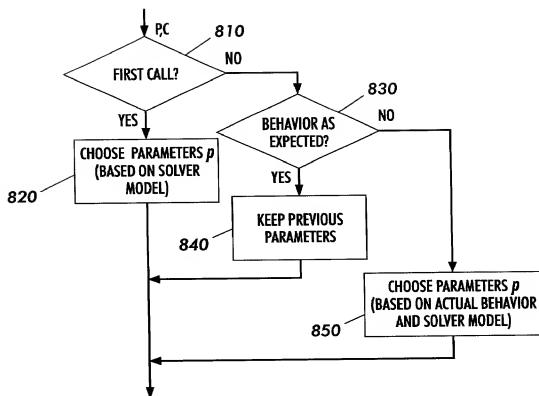 P,C
810
FIRST CALL?
NO
830
YES
BEHAVIOR AS
EXPECTED?
NO
CHOOSE PARAMETERS p
(BASED ON SOLVER
MODEL)
820
YES
KEEP PREVIOUS
PARAMETERS
840
CHOOSE PARAMETERS p
(BASED ON ACTUAL BEHAVIOR
AND SOLVER MODEL)
850